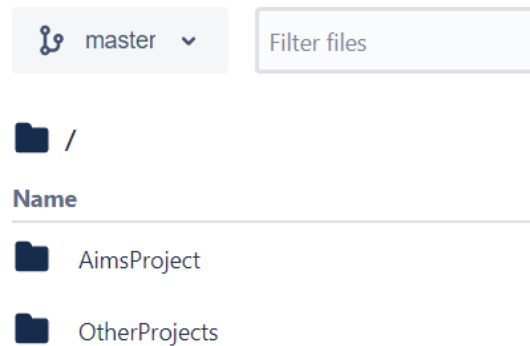 master
Filter files
/
Name
AimsProject
OtherProjects